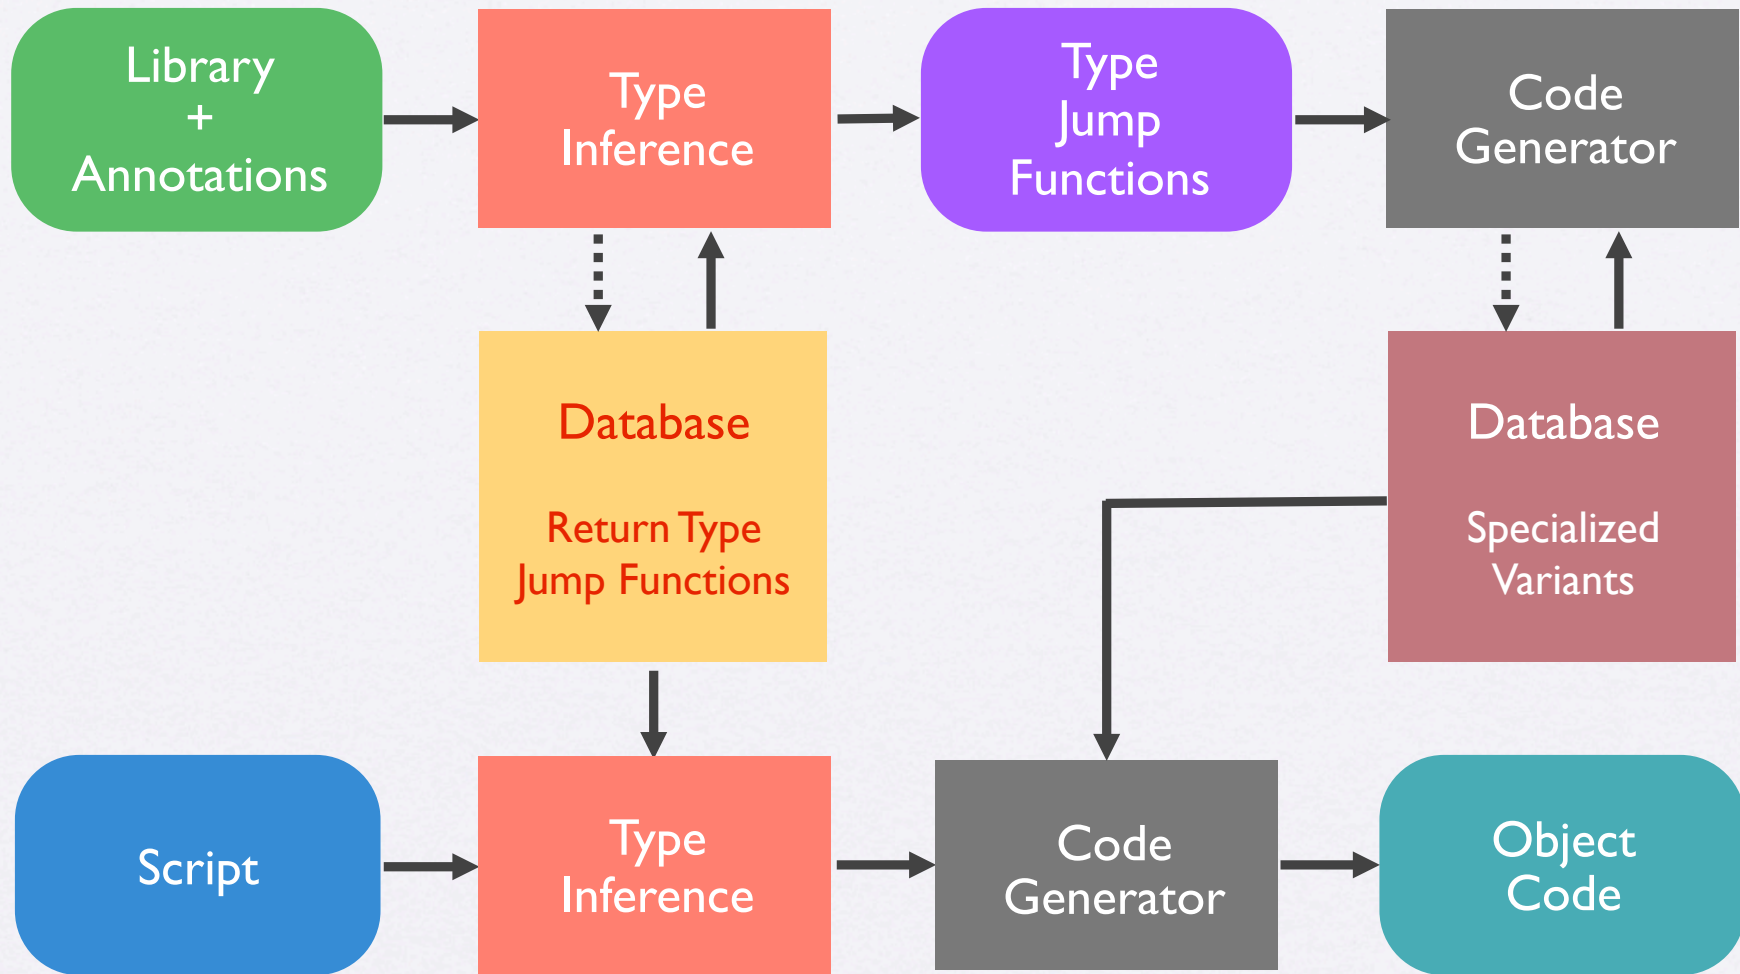 Library
+
Annotations
Type
Inference
Type
Jump
Functions
Code
Generator
Database
Return Type
Jump Functions
Database
Specialized
Variants
Script
Type
Inference
Code
Generator
Object
Code